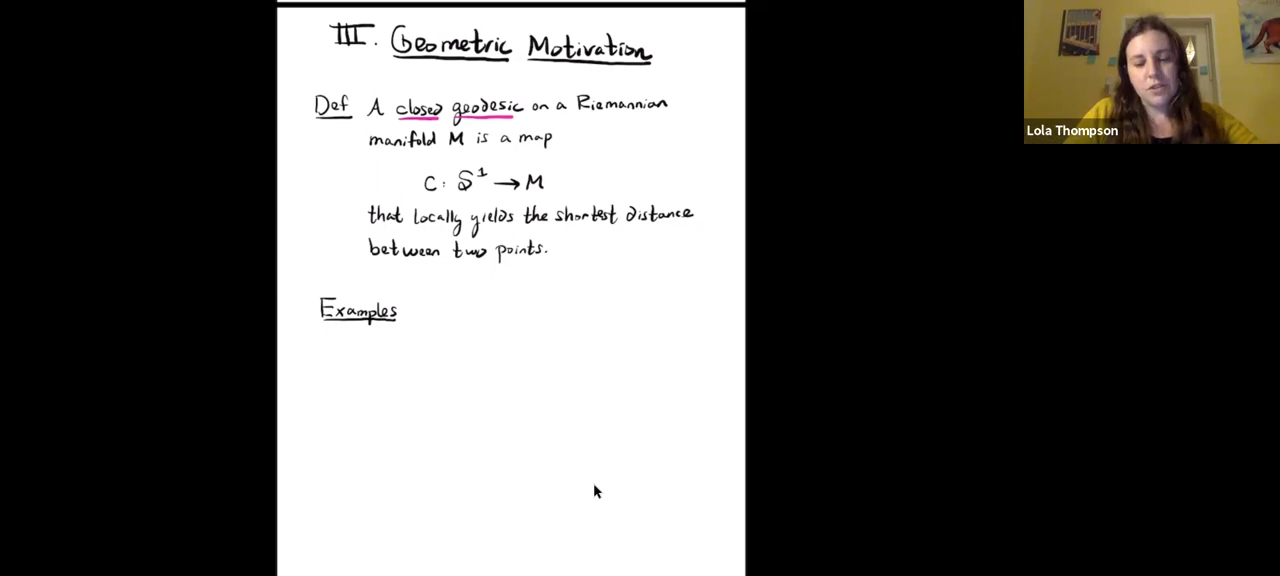 III. Geometric Motivation
Def A closed geodesic on a Riemannian
manifold M is a map
C: S¹ → M
that locally yields the shortest distance
between two points.
Examples
Lola Thompson